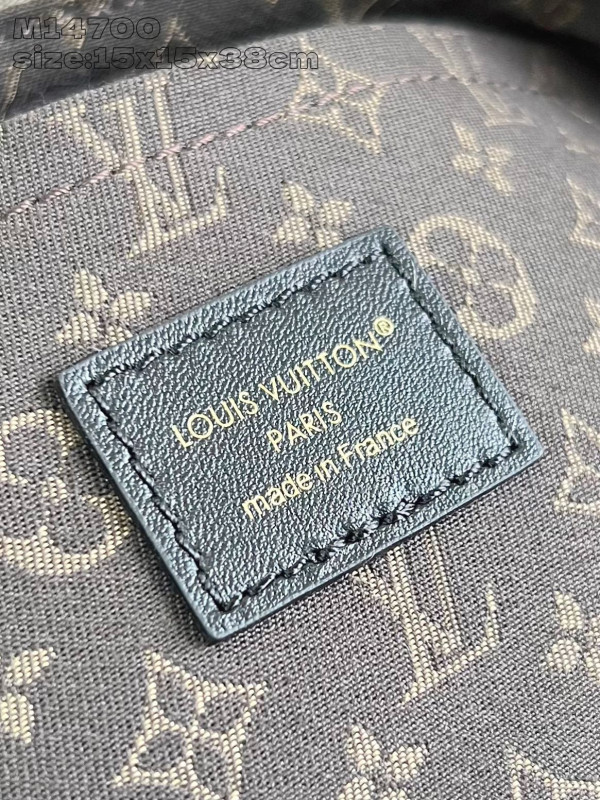 M14700
size:15x15x38cm
LOUIS VUITTON®
PARIS
made in France